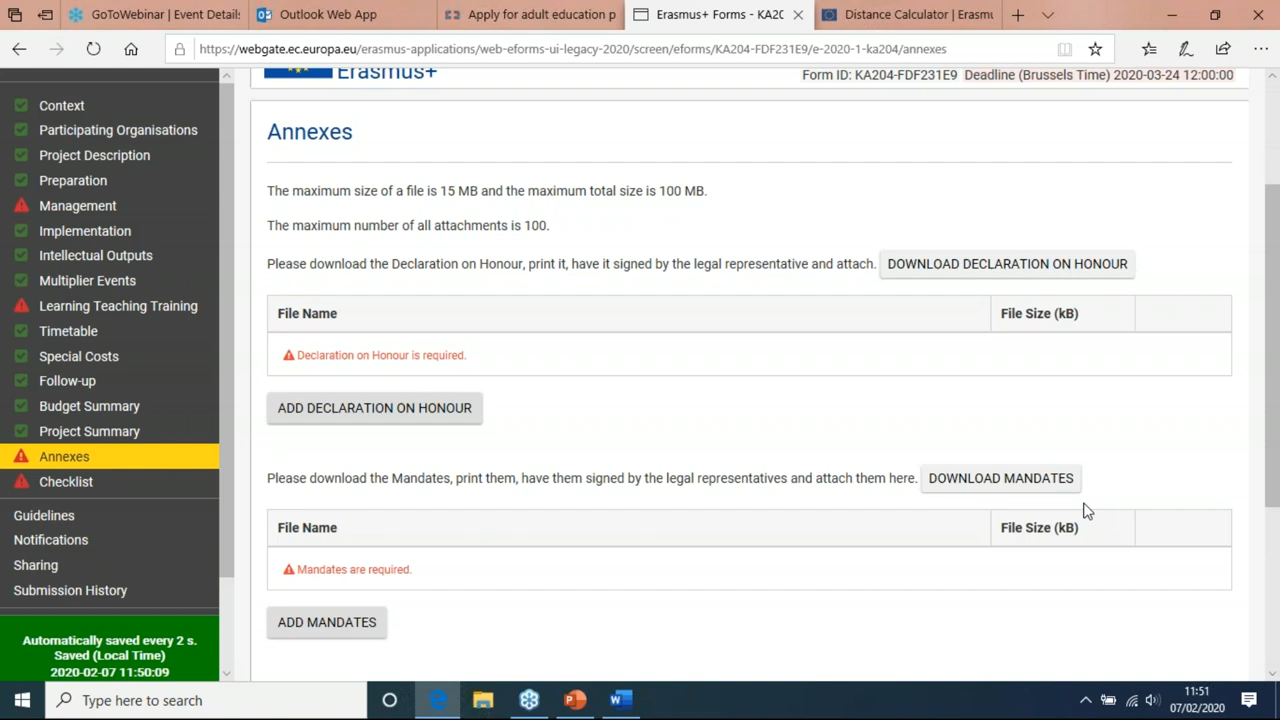 GoToWebinar | Event Details
Outlook Web App
Apply for adult education p
Erasmus+ Forms - KA20
Distance Calculator | Erasmu
https://webgate.ec.europa.eu/erasmus-applications/web-eforms-ui-legacy-2020/screen/eforms/KA204-FDF231E9/e-2020-1-ka204/annexes
Erasmus+
Form ID: KA204-FDF231E9 Deadline (Brussels Time) 2020-03-24 12:00:00
Context
Participating Organisations
Project Description
Preparation
Management
Implementation
Intellectual Outputs
Multiplier Events
Learning Teaching Training
Timetable
Special Costs
Follow-up
Budget Summary
Project Summary
Annexes
Checklist
Guidelines
Notifications
Sharing
Submission History
Automatically saved every 2 s.
Saved (Local Time)
2020-02-07 11:50:09
Annexes
The maximum size of a file is 15 MB and the maximum total size is 100 MB.
The maximum number of all attachments is 100.
Please download the Declaration on Honour, print it, have it signed by the legal representative and attach. DOWNLOAD DECLARATION ON HONOUR
File Name File Size (kB)
Declaration on Honour is required.
ADD DECLARATION ON HONOUR
Please download the Mandates, print them, have them signed by the legal representatives and attach them here. DOWNLOAD MANDATES
File Name File Size (kB)
Mandates are required.
ADD MANDATES
Type here to search
11:51
07/02/2020